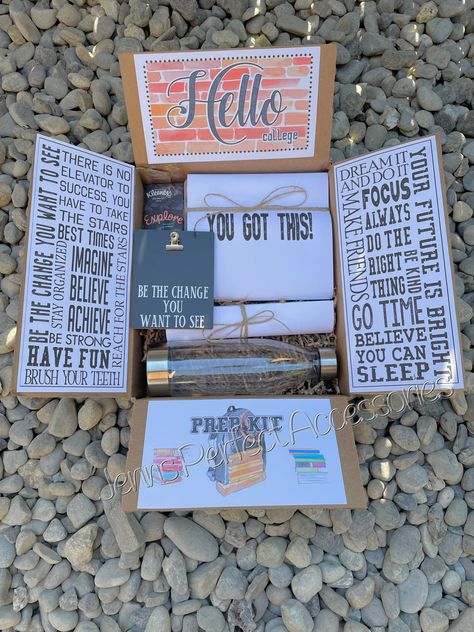 Hello
college
BE THE CHANGE YOU WANT TO SEE
STAY ORGANIZED
THERE IS NO
ELEVATOR TO
SUCCESS, YOU
HAVE TO TAKE
THE STAIRS
BEST TIMES
IMAGINE
BELIEVE
ACHIEVE
BE STRONG
HAVE FUN
BRUSH YOUR TEETH
REACH FOR THE STARS
Kleenex
Explore
YOU GOT THIS!
BE THE CHANGE YOU
WANT TO SEE
DREAM IT
AND DO IT
FOCUS
ALWAYS
DO THE
RIGHT
THING
BE KIND
MAKE FRIENDS
GO TIME
BELIEVE
YOU CAN
SLEEP
YOUR FUTURE IS BRIGHT
PREP KIT
JennsPerfectAccessories